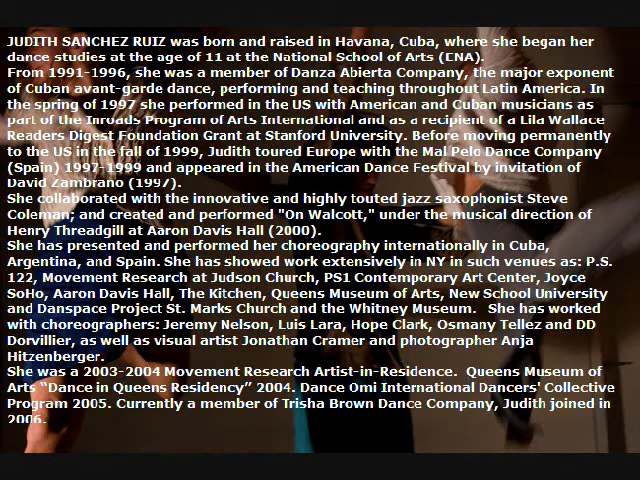 JUDITH SANCHEZ RUIZ was born and raised in Havana, Cuba, where she began her
dance studies at the age of 11 at the National School of Arts (ENA).
From 1991-1996, she was a member of Danza Abierta Company, the major exponent
of Cuban avant-garde dance, performing and teaching throughout Latin America. In
the spring of 1997 she performed in the US with American and Cuban musicians as
part of the Inroads Program of Arts International and as a recipient of a Lila Wallace
Readers Digest Foundation Grant at Stanford University. Before moving permanently
to the US in the fall of 1999, Judith toured Europe with the Mal Pelo Dance Company
(Spain) 1997-1999 and appeared in the American Dance Festival by invitation of
David Zambrano (1997).
She collaborated with the innovative and highly touted jazz saxophonist Steve
Coleman; and created and performed "On Walcott," under the musical direction of
Henry Threadgill at Aaron Davis Hall (2000).
She has presented and performed her choreography internationally in Cuba,
Argentina, and Spain. She has showed work extensively in NY in such venues as: P.S.
122, Movement Research at Judson Church, PS1 Contemporary Art Center, Joyce
SoHo, Aaron Davis Hall, The Kitchen, Queens Museum of Arts, New School University
and Danspace Project St. Marks Church and the Whitney Museum. She has worked
with choreographers: Jeremy Nelson, Luis Lara, Hope Clark, Osmany Tellez and DD
Dorvillier, as well as visual artist Jonathan Cramer and photographer Anja
Hitzenberger.
She was a 2003-2004 Movement Research Artist-in-Residence. Queens Museum of
Arts “Dance in Queens Residency” 2004. Dance Omi International Dancers' Collective
Program 2005. Currently a member of Trisha Brown Dance Company, Judith joined in
2006.